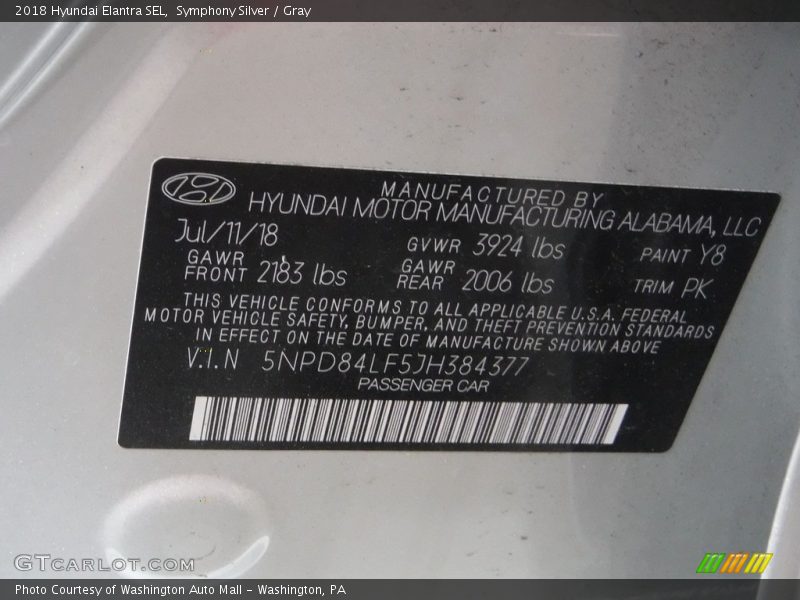 2018 Hyundai Elantra SEL, Symphony Silver / Gray
MANUFACTURED BY
HYUNDAI MOTOR MANUFACTURING ALABAMA, LLC
Jul/11/18 GVWR 3924 lbs PAINT Y8
GAWR FRONT 2183 lbs GAWR REAR 2006 lbs TRIM PK
THIS VEHICLE CONFORMS TO ALL APPLICABLE U.S.A. FEDERAL
MOTOR VEHICLE SAFETY, BUMPER, AND THEFT PREVENTION STANDARDS
IN EFFECT ON THE DATE OF MANUFACTURE SHOWN ABOVE
V.I.N 5NPD84LF5JH384377
PASSENGER CAR
GTCARLOT.COM
Photo Courtesy of Washington Auto Mall - Washington, PA